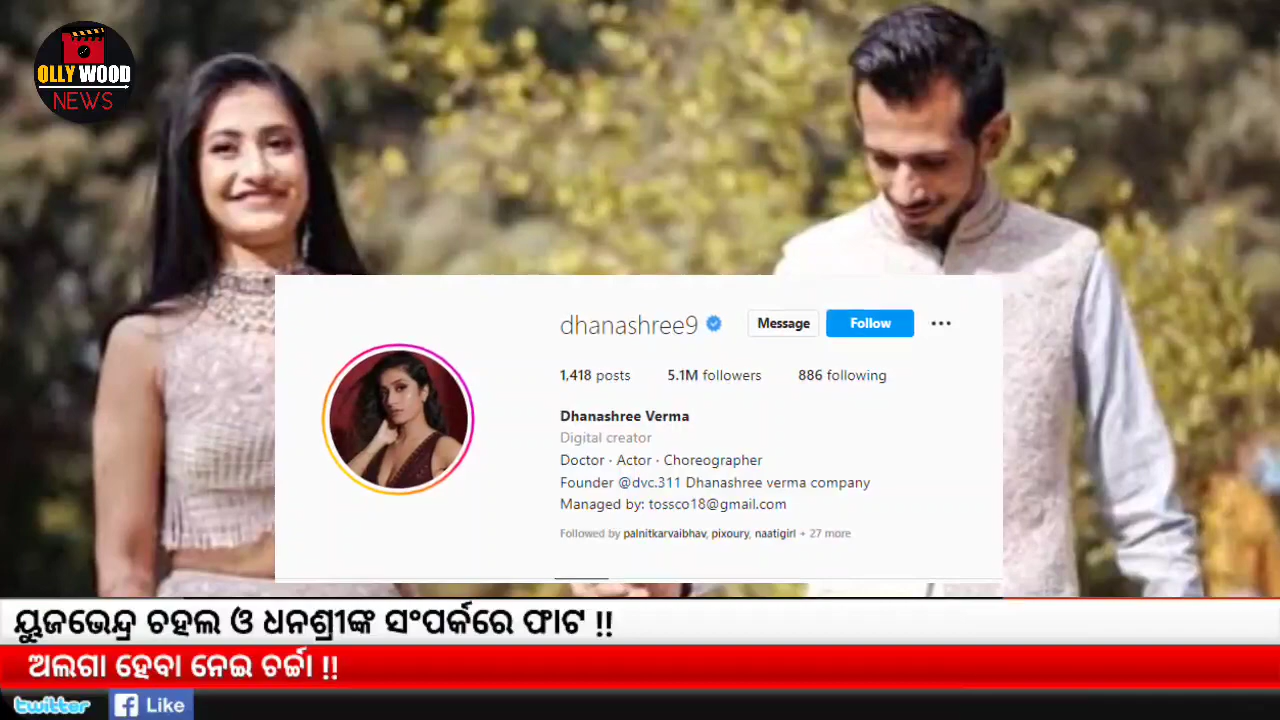 OLLY WOOD
NEWS
dhanashree9
Message
Follow
1,418 posts
5.1M followers
886 following
Dhanashree Verma
Digital creator
Doctor · Actor · Choreographer
Founder @dvc.311 Dhanashree verma company
Managed by: tossco18@gmail.com
Followed by palnitkarvaibhav, pixoury, naatigirl + 27 more
ୟୁଜଭେନ୍ଦ୍ର ଚହଲ ଓ ଧନଶ୍ରୀଙ୍କ ସଂପର୍କରେ ଫାଟ !!
ଅଲଗା ହେବା ନେଇ ଚର୍ଚ୍ଚା !!
twitter
f Like